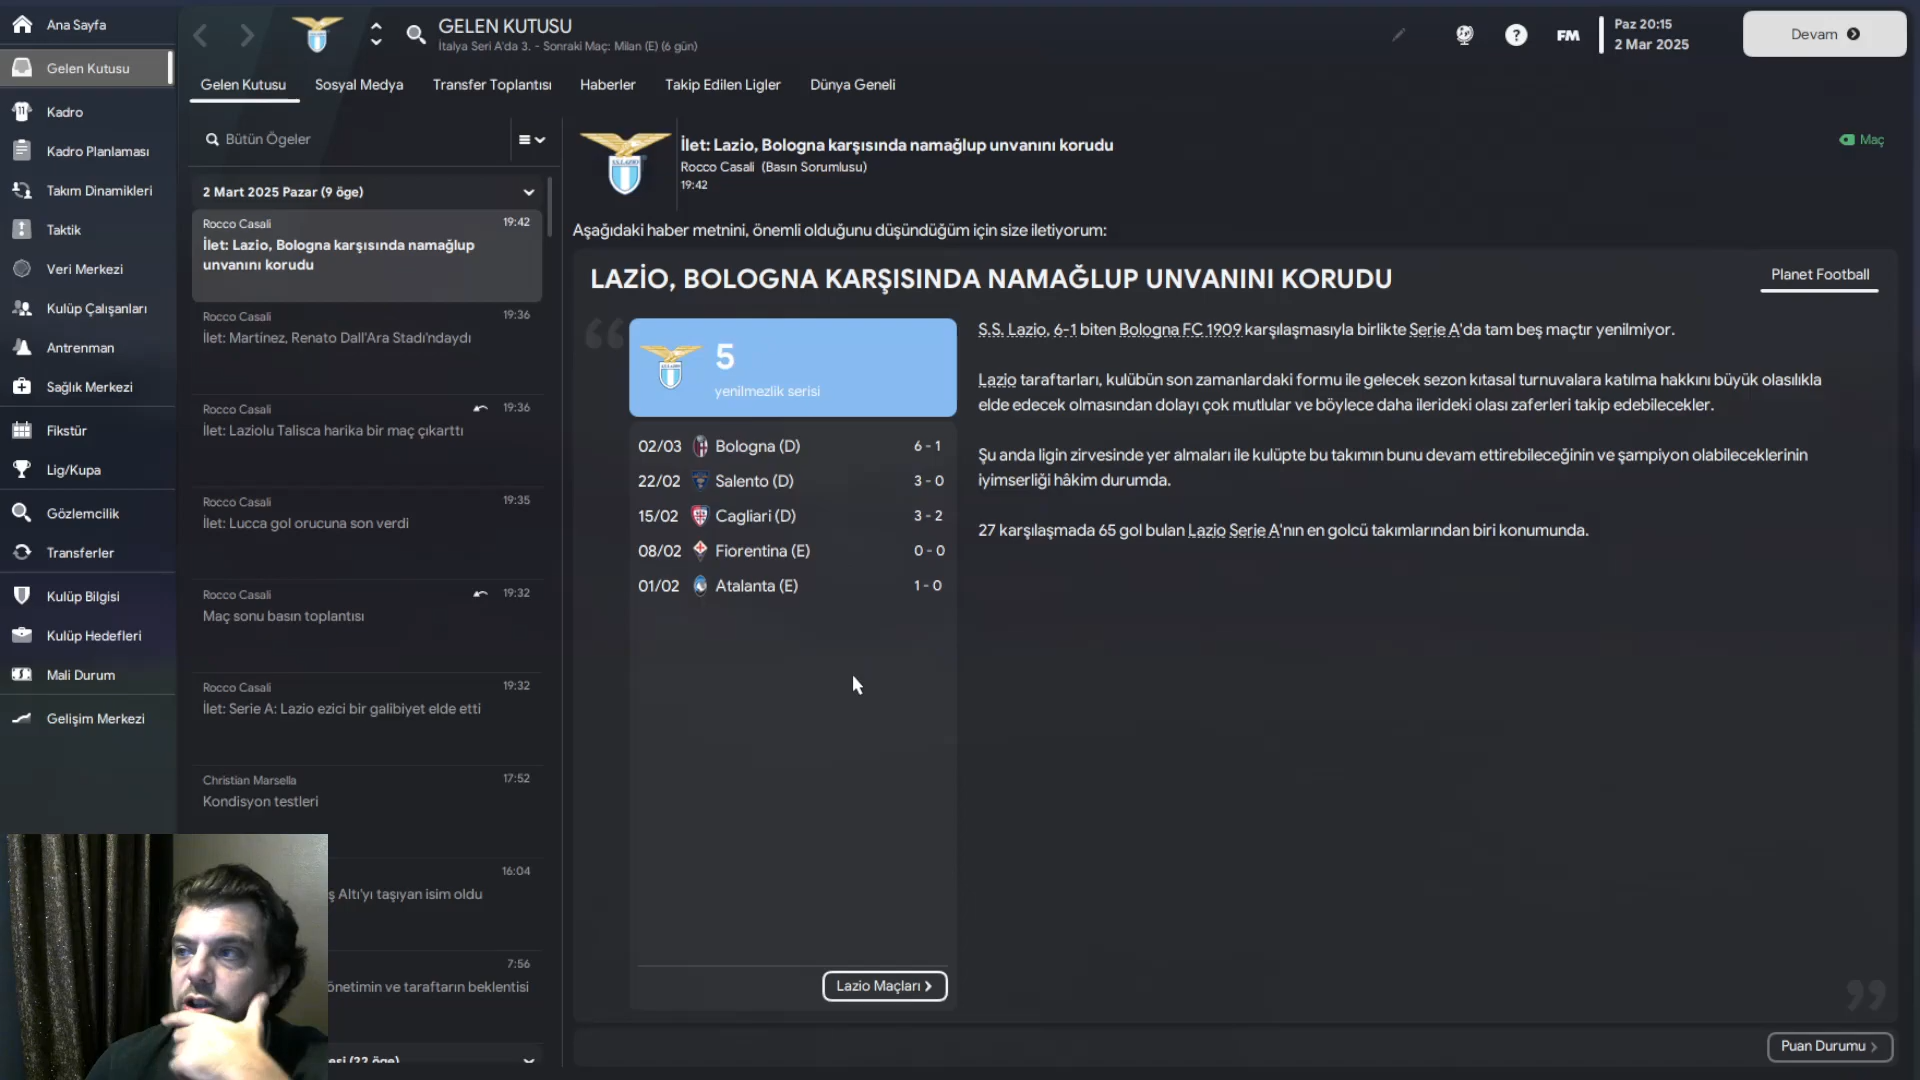 Ana Sayfa
Gelen Kutusu
Kadro
Kadro Planlaması
Takım Dinamikleri
Taktik
Veri Merkezi
Kulüp Çalışanları
Antrenman
Sağlık Merkezi
Fikstür
Lig/Kupa
Gözlemcilik
Transferler
Kulüp Bilgisi
Kulüp Hedefleri
Mali Durum
Gelişim Merkezi
GELEN KUTUSU
İtalya Seri A'da 3. - Sonraki Maç: Milan (E) (6 gün)
FM
Paz 20:15
2 Mar 2025
Devam
Gelen Kutusu Sosyal Medya Transfer Toplantısı Haberler Takip Edilen Ligler Dünya Geneli
Bütün Ögeler
2 Mart 2025 Pazar (9 öge)
Rocco Casali 19:42
İlet: Lazio, Bologna karşısında namağlup
unvanını korudu
Rocco Casali 19:36
İlet: Martínez, Renato Dall'Ara Stadı'ndaydı
Rocco Casali 19:36
İlet: Laziolu Talisca harika bir maç çıkarttı
Rocco Casali 19:35
İlet: Lucca gol orucuna son verdi
Rocco Casali 19:32
Maç sonu basın toplantısı
Rocco Casali 19:32
İlet: Serie A: Lazio ezici bir galibiyet elde etti
Christian Marsella 17:52
Kondisyon testleri
16:04
Altı'yı taşıyan isim oldu
7:56
ve taraftarın beklentisi
(22 öge)
İlet: Lazio, Bologna karşısında namağlup unvanını korudu
Rocco Casali (Basın Sorumlusu)
19:42
Maç
Aşağıdaki haber metnini, önemli olduğunu düşündüğüm için size iletiyorum:
LAZİO, BOLOGNA KARŞISINDA NAMAĞLUP UNVANINI KORUDU
Planet Football
5
yenilmezlik serisi
02/03 Bologna (D) 6 - 1
22/02 Salento (D) 3 - 0
15/02 Cagliari (D) 3 - 2
08/02 Fiorentina (E) 0 - 0
01/02 Atalanta (E) 1 - 0
Lazio Maçları
S.S. Lazio, 6-1 biten Bologna FC 1909 karşılaşmasıyla birlikte Serie A'da tam beş maçtır yenilmiyor.
Lazio taraftarları, kulübün son zamanlardaki formu ile gelecek sezon kıtasal turnuvalara katılma hakkını büyük olasılıkla
elde edecek olmasından dolayı çok mutlular ve böylece daha ilerideki olası zaferleri takip edebilecekler.
Şu anda ligin zirvesinde yer almaları ile kulüpte bu takımın bunu devam ettirebileceğinin ve şampiyon olabileceklerinin
iyimserliği hâkim durumda.
27 karşılaşmada 65 gol bulan Lazio Serie A'nın en golcü takımlarından biri konumunda.
Puan Durumu